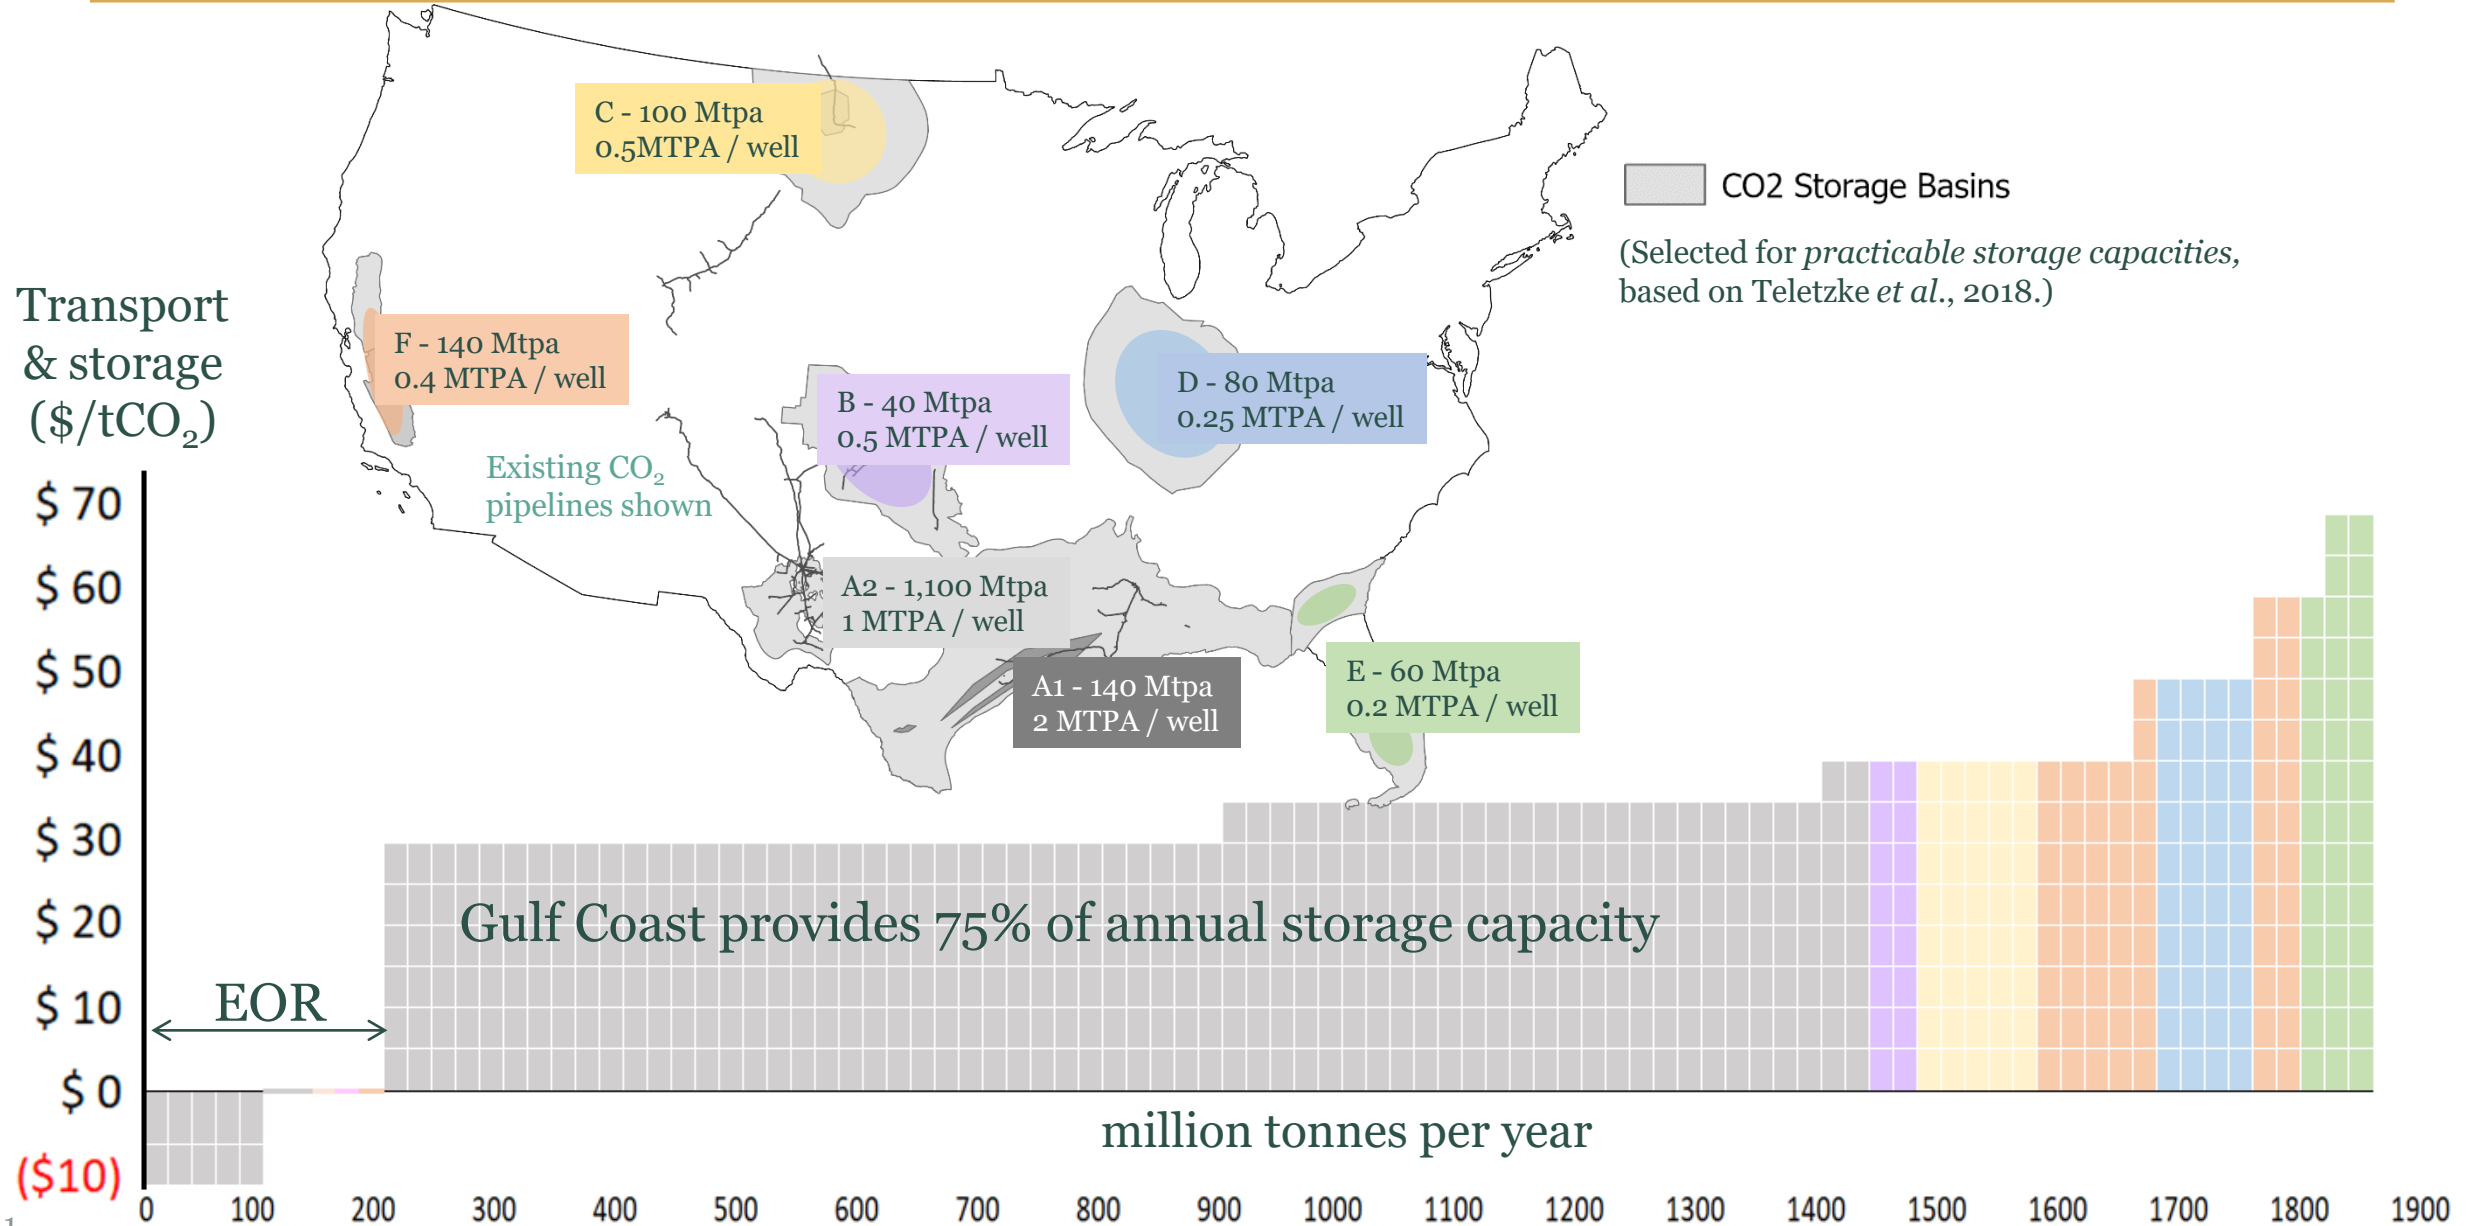 C - 100 Mtpa
0.5MTPA / well
CO2 Storage Basins
(Selected for practicable storage capacities,
based on Teletzke et al., 2018.)
Transport
& storage
($/tCO₂)
F - 140 Mtpa
0.4 MTPA / well
B - 40 Mtpa
0.5 MTPA / well
D - 80 Mtpa
0.25 MTPA / well
Existing CO₂
pipelines shown
A2 - 1,100 Mtpa
1 MTPA / well
A1 - 140 Mtpa
2 MTPA / well
E - 60 Mtpa
0.2 MTPA / well
$ 70
$ 60
$ 50
$ 40
$ 30
$ 20
$ 10
$ 0
($10)
Gulf Coast provides 75% of annual storage capacity
EOR
million tonnes per year
0 100 200 300 400 500 600 700 800 900 1000 1100 1200 1300 1400 1500 1600 1700 1800 1900